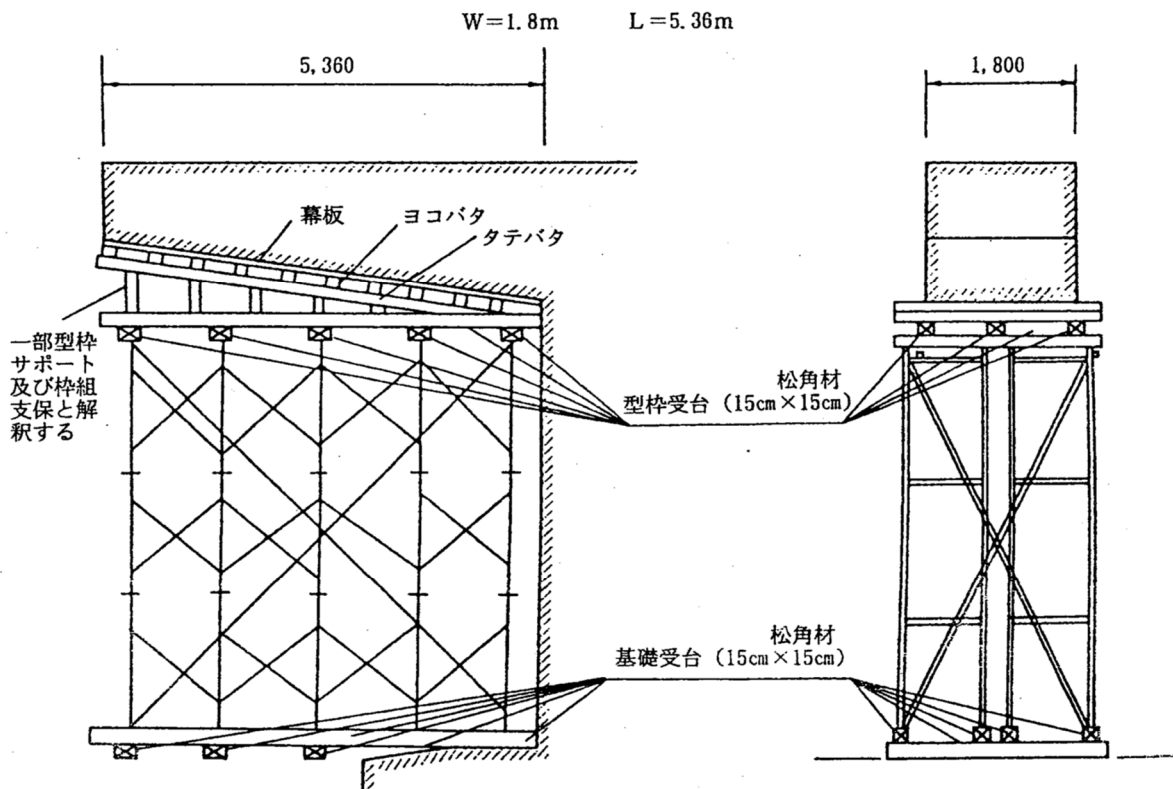 W=1.8m L=5.36m
5,360
1,800
幕板
ヨコバタ
タテバタ
一部型枠
サポート
及び枠組
支保と解
釈する
松角材
型枠受台 (15cm×15cm)
松角材
基礎受台 (15cm×15cm)